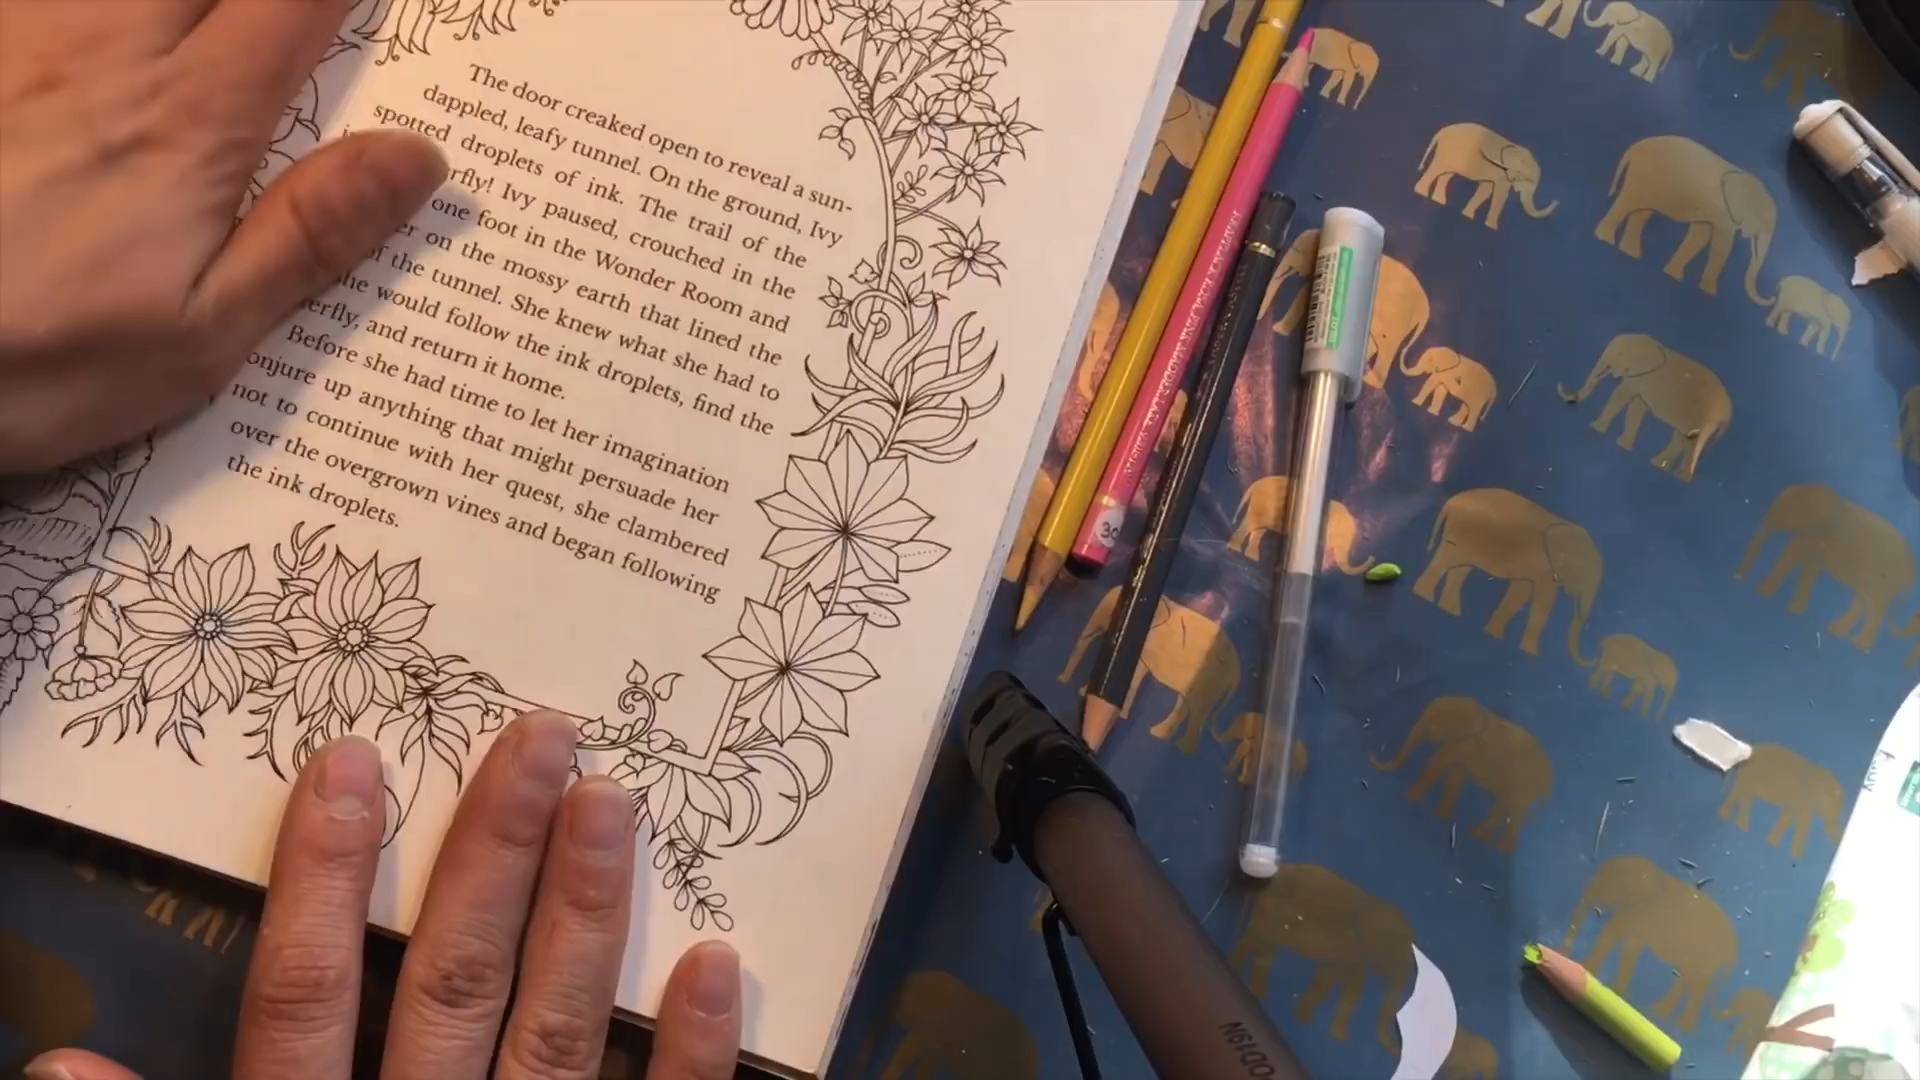 The door creaked open to reveal a sun-
dappled, leafy tunnel. On the ground, Ivy
spotted droplets of ink. The trail of the
rfly! Ivy paused, crouched in the
one foot in the Wonder Room and
er on the mossy earth that lined the
of the tunnel. She knew what she had to
he would follow the ink droplets, find the
erfly, and return it home.
Before she had time to let her imagination
onjure up anything that might persuade her
not to continue with her quest, she clambered
over the overgrown vines and began following
the ink droplets.
30